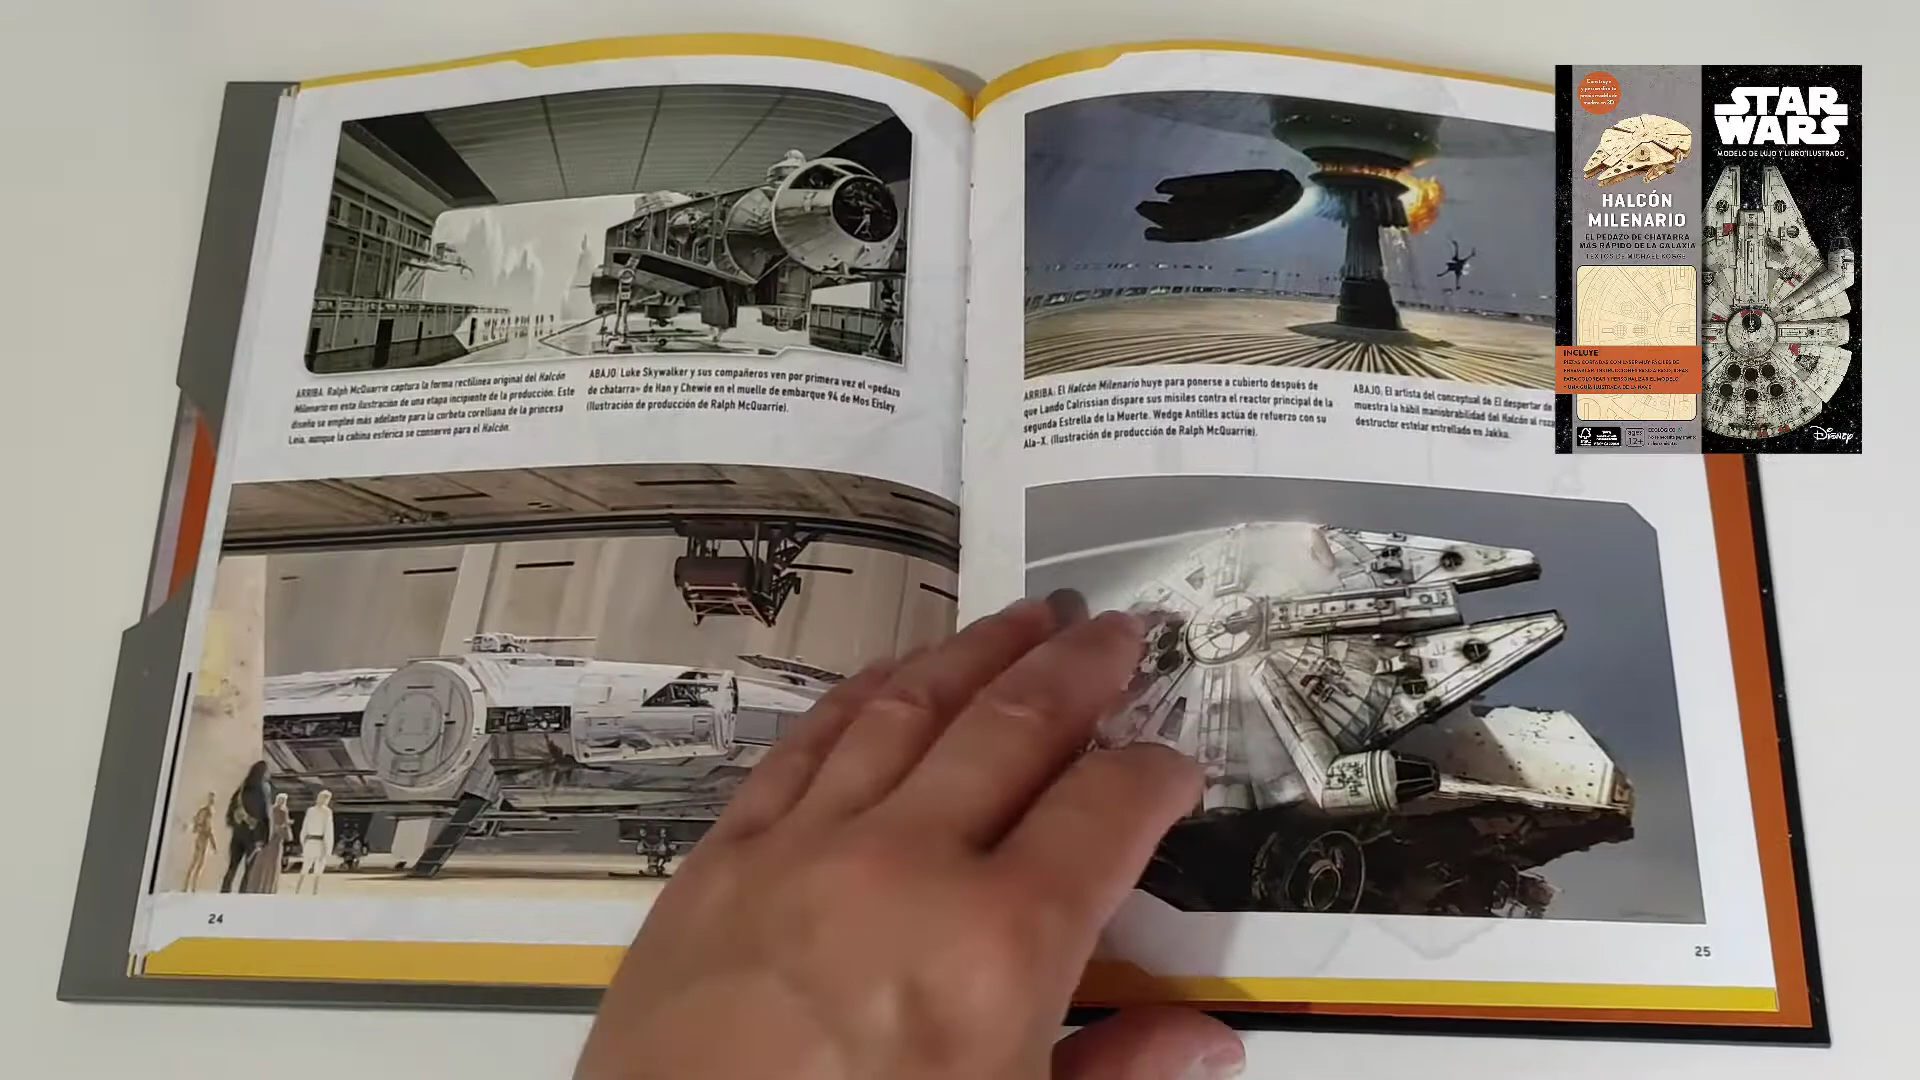 ARRIBA: Ralph McQuarrie captura la forma rectilínea original del Halcón
Milenario en esta ilustración de una etapa incipiente de la producción. Este
diseño se empleó más adelante para la corbeta corelliana de la princesa
Leia, aunque la cabina esférica se conservó para el Halcón.
ABAJO: Luke Skywalker y sus compañeros ven por primera vez el «pedazo
de chatarra» de Han y Chewie en el muelle de embarque 94 de Mos Eisley.
(Ilustración de producción de Ralph McQuarrie).
24
ARRIBA: El Halcón Milenario huye para ponerse a cubierto después de
que Lando Calrissian dispare sus misiles contra el reactor principal de la
segunda Estrella de la Muerte. Wedge Antilles actúa de refuerzo con su
Ala-X. (Ilustración de producción de Ralph McQuarrie).
ABAJO: El artista del conceptual de El despertar de
muestra la hábil maniobrabilidad del Halcón al
destructor estelar estrellado en Jakku.
25
STAR
WARS
MODELO DE LUJO Y LIBRO ILUSTRADO
HALCÓN
MILENARIO
EL PEDAZO DE CHATARRA
MÁS RÁPIDO DE LA GALAXIA
TEXTOS DE MICHAEL KOGGE
INCLUYE
AGES
12+
Disney